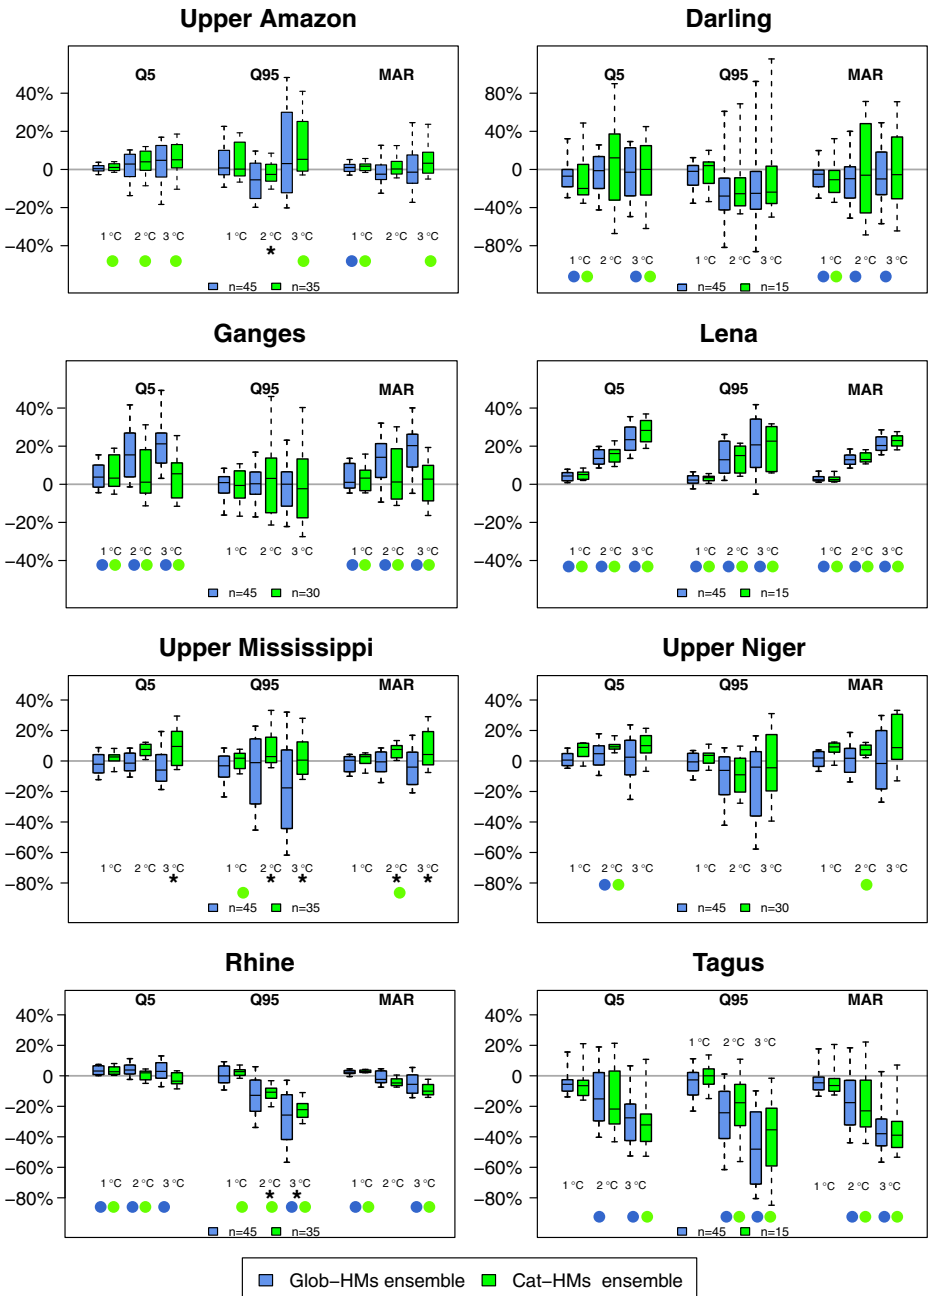 Upper Amazon
Q5 Q95 MAR
40%
20%
0
−20%
−40%
1 °C 2 °C 3 °C 1 °C 2 °C 3 °C 1 °C 2 °C 3 °C
*
n=45 n=35
Darling
Q5 Q95 MAR
80%
40%
0
−40%
−80%
1 °C 2 °C 3 °C 1 °C 2 °C 3 °C 1 °C 2 °C 3 °C
n=45 n=15
Ganges
Q5 Q95 MAR
40%
20%
0
−20%
−40%
1 °C 2 °C 3 °C 1 °C 2 °C 3 °C 1 °C 2 °C 3 °C
n=45 n=30
Lena
Q5 Q95 MAR
40%
20%
0
−20%
−40%
1 °C 2 °C 3 °C 1 °C 2 °C 3 °C 1 °C 2 °C 3 °C
n=45 n=15
Upper Mississippi
Q5 Q95 MAR
40%
20%
0
−20%
−40%
−60%
−80%
1 °C 2 °C 3 °C 1 °C 2 °C 3 °C 1 °C 2 °C 3 °C
* * * * *
n=45 n=35
Upper Niger
Q5 Q95 MAR
40%
20%
0
−20%
−40%
−60%
−80%
1 °C 2 °C 3 °C 1 °C 2 °C 3 °C 1 °C 2 °C 3 °C
n=45 n=30
Rhine
Q5 Q95 MAR
40%
20%
0
−20%
−40%
−60%
−80%
1 °C 2 °C 3 °C 1 °C 2 °C 3 °C 1 °C 2 °C 3 °C
* *
n=45 n=35
Tagus
Q5 Q95 MAR
40%
20%
0
−20%
−40%
−60%
−80%
1 °C 2 °C 3 °C
1 °C 2 °C 3 °C 1 °C 2 °C 3 °C
n=45 n=15
Glob−HMs ensemble Cat−HMs ensemble